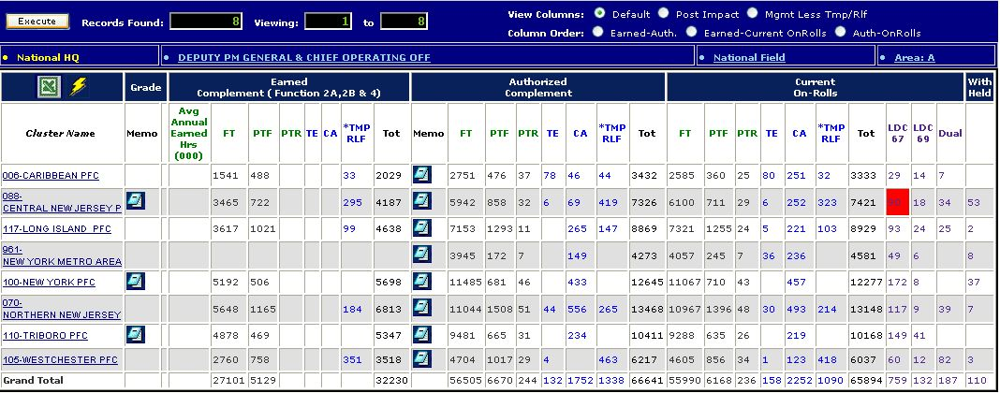 Execute Records Found: 8 Viewing: 1 to 8
View Columns: Default Post Impact Mgmt Less Tmp/Rlf
Column Order: Earned-Auth. Earned-Current OnRolls Auth-OnRolls
National HQ DEPUTY PM GENERAL & CHIEF OPERATING OFF National Field Area: A
Grade Earned Complement ( Function 2A,2B & 4) Authorized Complement Current On-Rolls With Held
Cluster Name Memo Avg Annual Earned Hrs (000) FT PTF PTR TE CA *TMP RLF Tot Memo FT PTF PTR TE CA *TMP RLF Tot FT PTF PTR TE CA *TMP RLF Tot LDC 67 LDC 69 Dual
006-CARIBBEAN PFC 1541 488 33 2029 2751 476 37 78 46 44 3432 2585 360 25 80 251 32 3333 29 14 7
088-
CENTRAL NEW JERSEY P 3465 722 295 4187 5942 858 32 6 69 419 7326 6100 711 29 6 252 323 7421 18 34 53
117-LONG ISLAND PFC 3617 1021 99 4638 7153 1293 11 265 147 8869 7321 1255 24 5 221 103 8929 93 24 25 2
961-
NEW YORK METRO AREA 3945 172 7 149 4273 4057 245 7 36 236 4581 49 6 8
100-NEW YORK PFC 5192 506 5698 11485 681 46 433 12645 11067 710 43 457 12277 172 8 37
070-
NORTHERN NEW JERSEY 5648 1165 184 6813 11044 1508 51 44 556 265 13468 10967 1396 48 30 493 214 13148 117 9 39 7
110-TRIBORO PFC 4878 469 5347 9481 665 31 234 10411 9288 635 26 219 10168 149 41
105-WESTCHESTER PFC 2760 758 351 3518 4704 1017 29 4 463 6217 4605 856 34 1 123 418 6037 60 12 82 3
Grand Total 27101 5129 32230 56505 6670 244 132 1752 1338 66641 55990 6168 236 158 2252 1090 65894 759 132 187 110